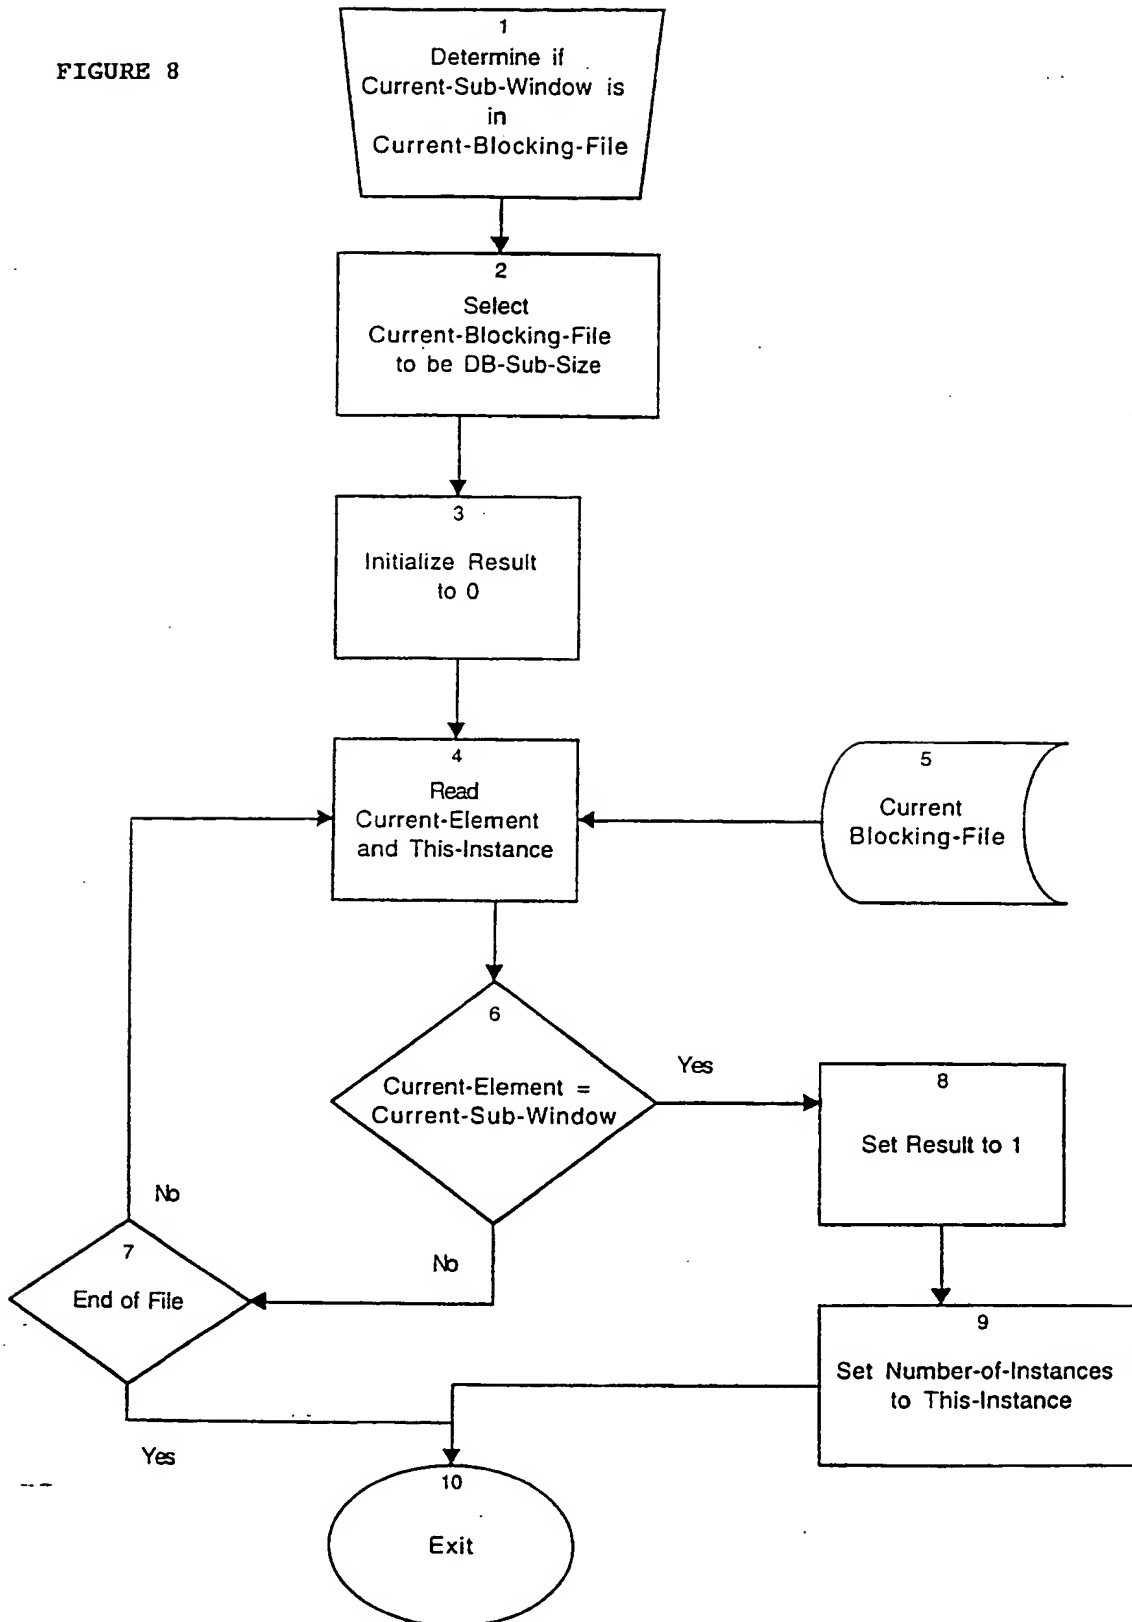 FIGURE 8
1
Determine if
Current-Sub-Window is
in
Current-Blocking-File
2
Select
Current-Blocking-File
to be DB-Sub-Size
3
Initialize Result
to 0
4
Read
Current-Element
and This-Instance
5
Current
Blocking-File
6
Current-Element =
Current-Sub-Window
Yes
No
7
End of File
No
Yes
8
Set Result to 1
9
Set Number-of-Instances
to This-Instance
10
Exit